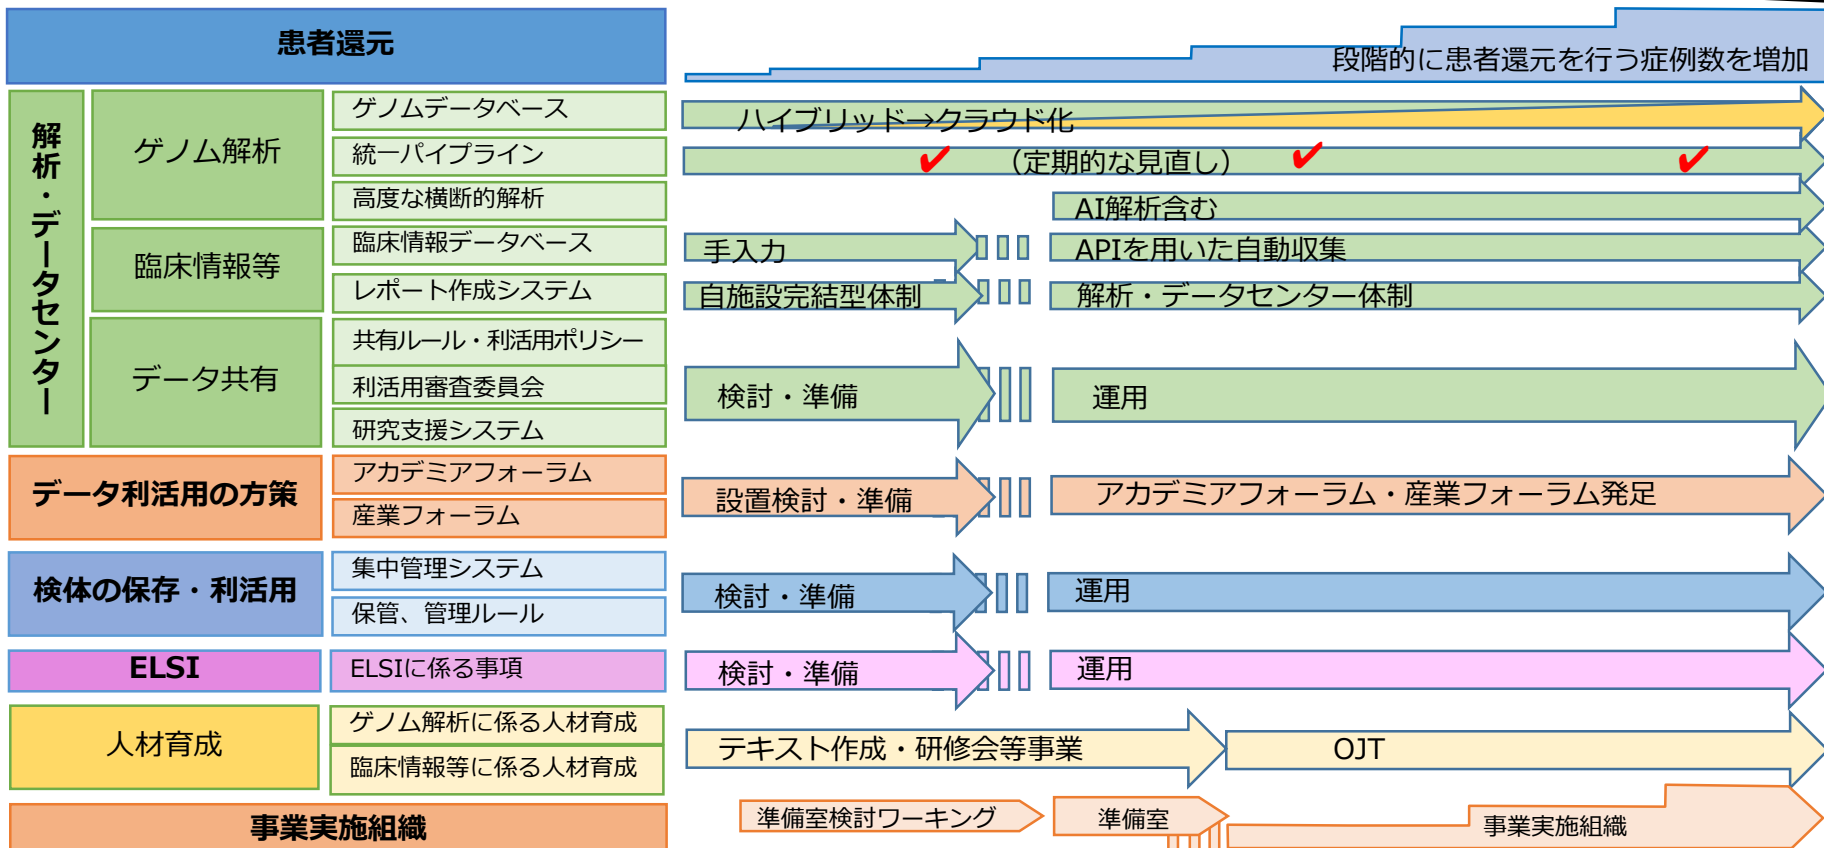 患者還元
段階的に患者還元を行う症例数を増加
解析・データセンター
ゲノム解析
ゲノムデータベース
ハイブリッド→クラウド化
統一パイプライン
（定期的な見直し）
高度な横断的解析
AI解析含む
臨床情報等
臨床情報データベース
手入力
APIを用いた自動収集
レポート作成システム
自施設完結型体制
解析・データセンター体制
データ共有
共有ルール・利活用ポリシー
利活用審査委員会
研究支援システム
検討・準備
運用
データ利活用の方策
アカデミアフォーラム
産業フォーラム
設置検討・準備
アカデミアフォーラム・産業フォーラム発足
検体の保存・利活用
集中管理システム
保管、管理ルール
検討・準備
運用
ELSI
ELSIに係る事項
検討・準備
運用
人材育成
ゲノム解析に係る人材育成
臨床情報等に係る人材育成
テキスト作成・研修会等事業
OJT
事業実施組織
準備室検討ワーキング
準備室
事業実施組織